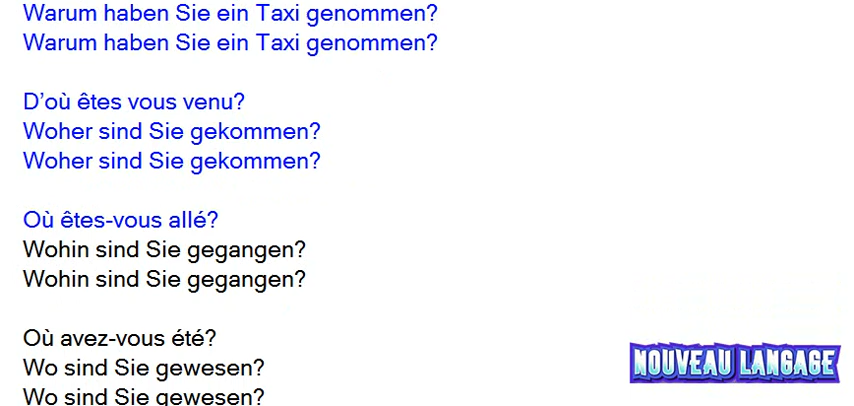 Warum haben Sie ein Taxi genommen?
Warum haben Sie ein Taxi genommen?
D’où êtes vous venu?
Woher sind Sie gekommen?
Woher sind Sie gekommen?
Où êtes-vous allé?
Wohin sind Sie gegangen?
Wohin sind Sie gegangen?
Où avez-vous été?
Wo sind Sie gewesen?
Wo sind Sie gewesen?
NOUVEAU LANGAGE